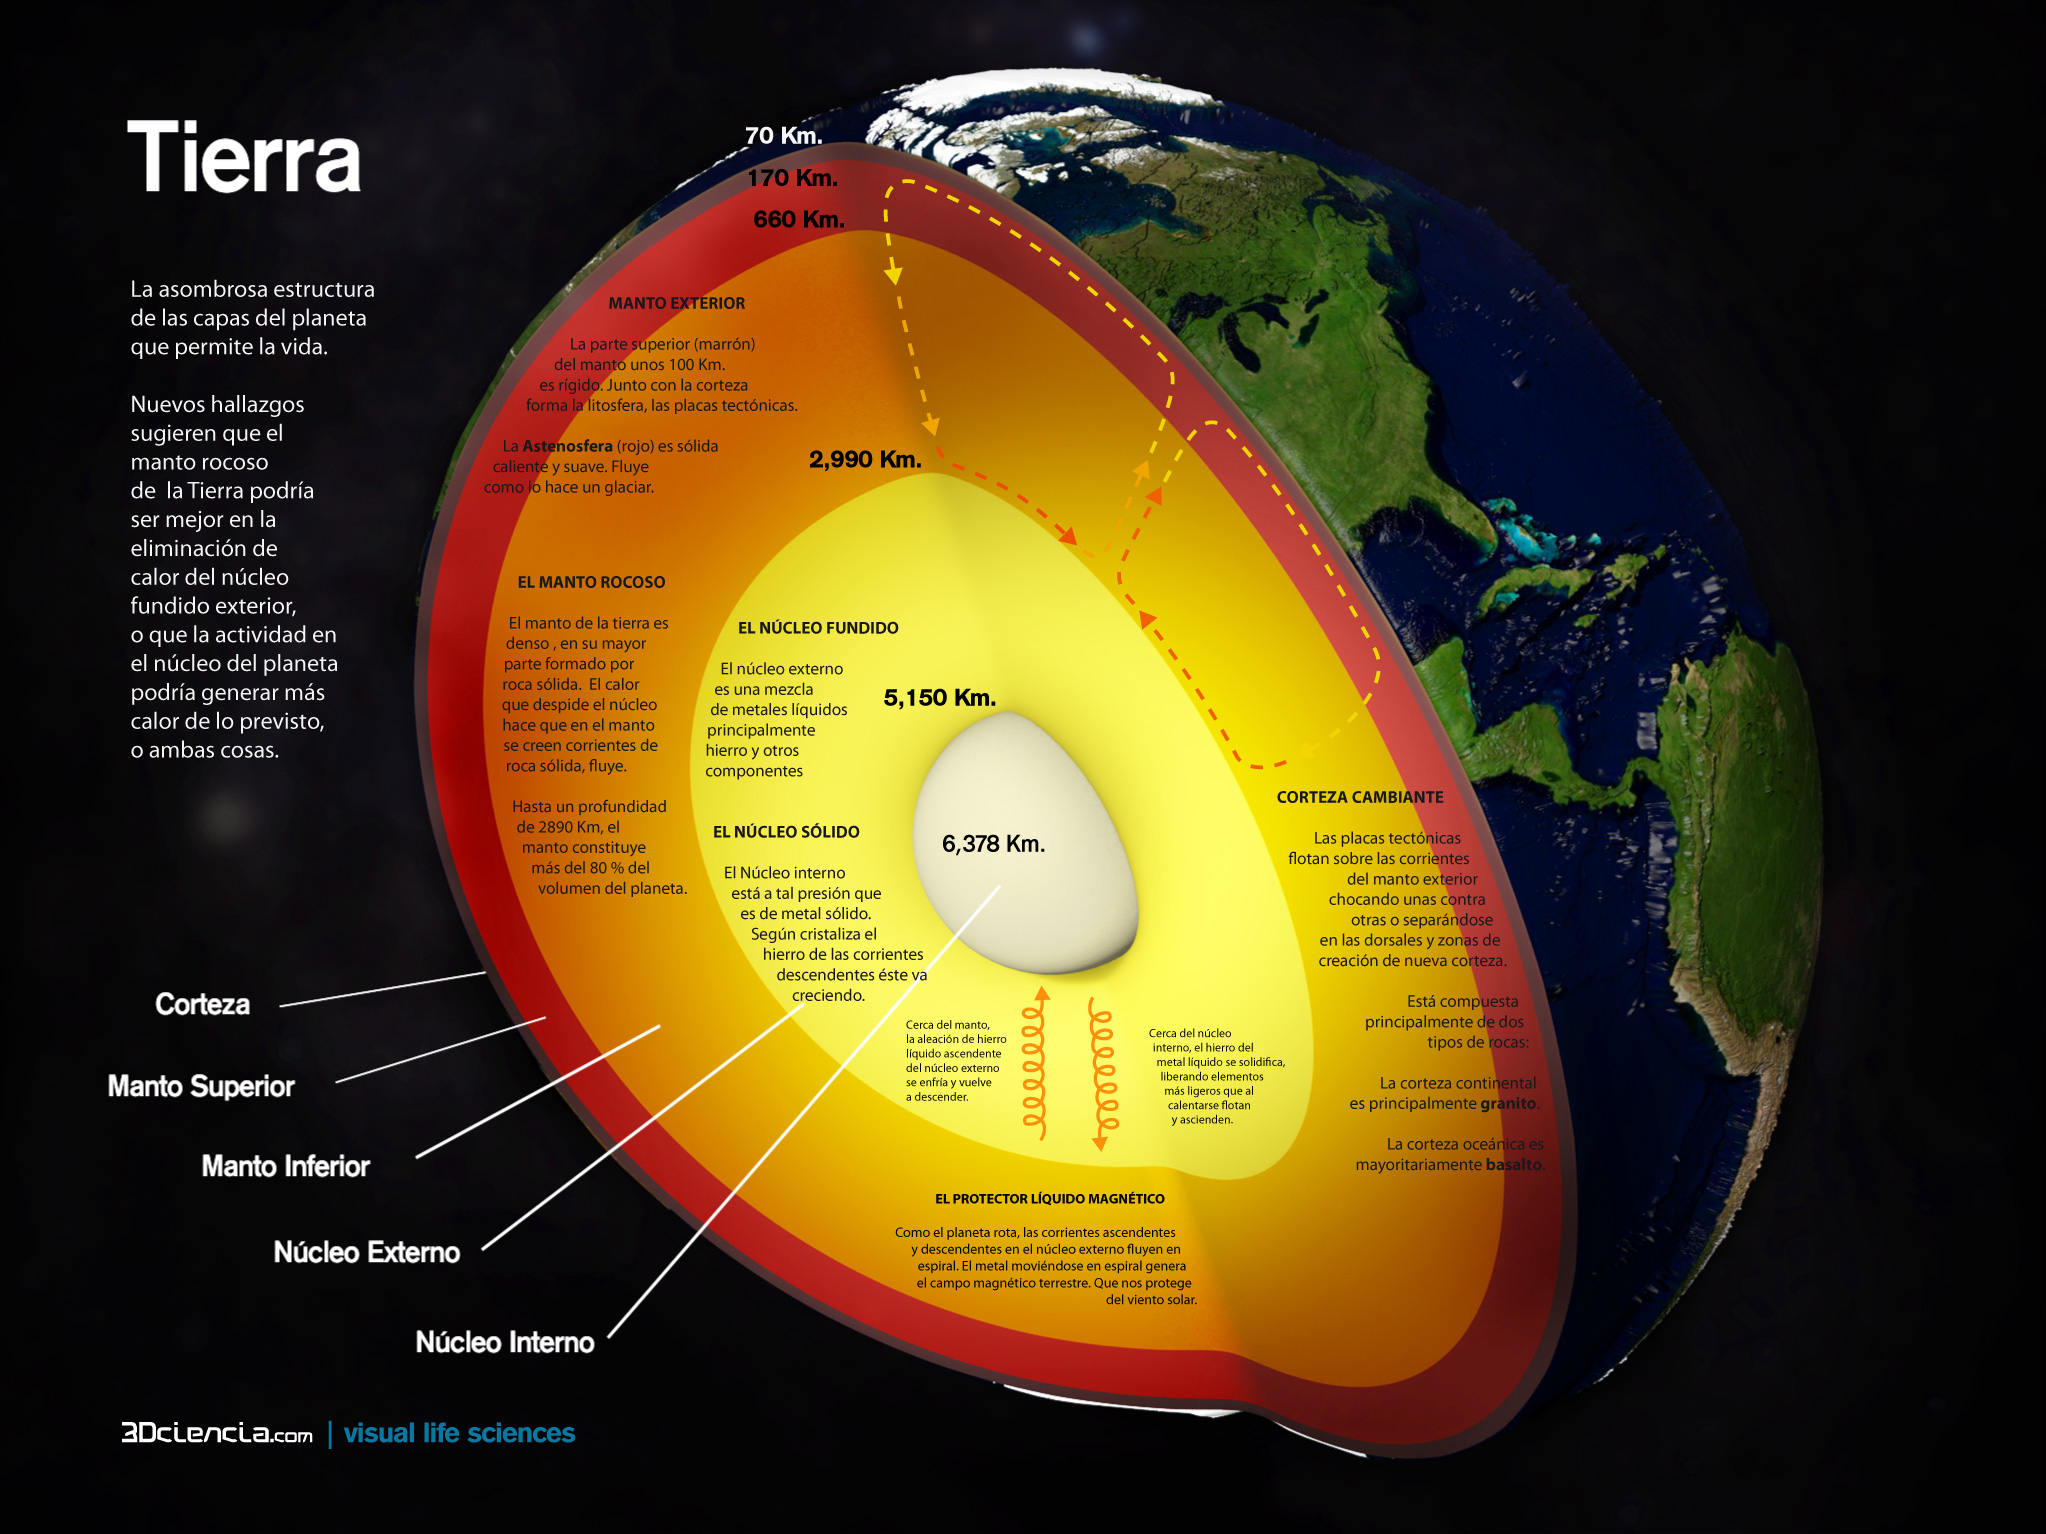 Tierra
La asombrosa estructura
de las capas del planeta
que permite la vida.
Nuevos hallazgos
sugieren que el
manto rocoso
de la Tierra podría
ser mejor en la
eliminación de
calor del núcleo
fundido exterior,
o que la actividad en
el núcleo del planeta
podría generar más
calor de lo previsto,
o ambas cosas.
70 Km.
170 Km.
660 Km.
MANTO EXTERIOR
La parte superior (marrón)
del manto unos 100 Km.
es rígido. Junto con la corteza
forma la litosfera, las placas tectónicas.
La Astenosfera (rojo) es sólida
caliente y suave. Fluye
como lo hace un glaciar.
2,990 Km.
EL MANTO ROCOSO
El manto de la tierra es
denso , en su mayor
parte formado por
roca sólida. El calor
que despide el núcleo
hace que en el manto
se creen corrientes de
roca sólida, fluye.
Hasta un profundidad
de 2890 Km, el
manto constituye
más del 80 % del
volumen del planeta.
EL NÚCLEO FUNDIDO
El núcleo externo
es una mezcla
de metales líquidos
principalmente
hierro y otros
componentes
5,150 Km.
EL NÚCLEO SÓLIDO
El Núcleo interno
está a tal presión que
es de metal sólido.
Según cristaliza el
hierro de las corrientes
descendentes éste va
creciendo.
6,378 Km.
Cerca del manto,
la aleación de hierro
líquido ascendente
del núcleo externo
se enfría y vuelve
a descender.
Cerca del núcleo
interno, el hierro del
metal líquido se solidifica,
liberando elementos
más ligeros que al
calentarse flotan
y ascienden.
CORTEZA CAMBIANTE
Las placas tectónicas
flotan sobre las corrientes
del manto exterior
chocando unas contra
otras o separándose
en las dorsales y zonas de
creación de nueva corteza.
Está compuesta
principalmente de dos
tipos de rocas:
La corteza continental
es principalmente granito.
La corteza oceánica es
mayoritariamente basalto.
EL PROTECTOR LÍQUIDO MAGNÉTICO
Como el planeta rota, las corrientes ascendentes
y descendentes en el núcleo externo fluyen en
espiral. El metal moviéndose en espiral genera
el campo magnético terrestre. Que nos protege
del viento solar.
Corteza
Manto Superior
Manto Inferior
Núcleo Externo
Núcleo Interno
3Dciencia.com | visual life sciences